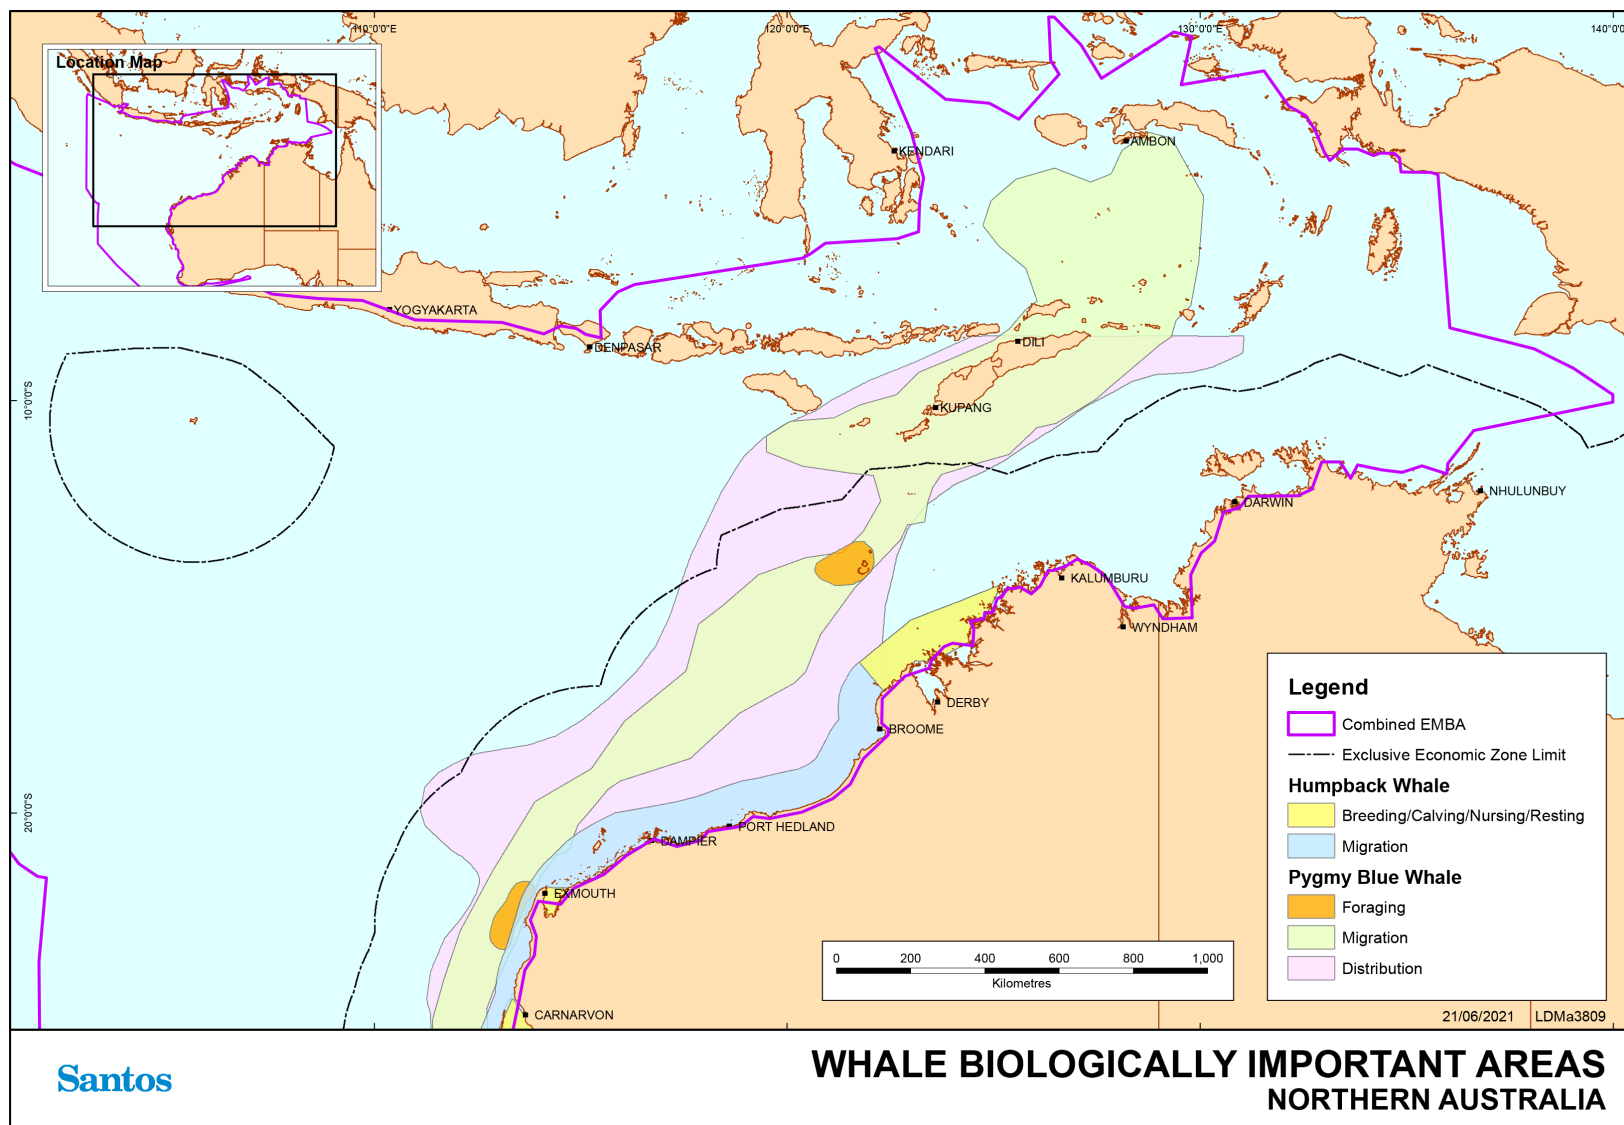 110°0'0"E
120°0'0"E
130°0'0"E
140°0'0
Location Map
KENDARI
AMBON
YOGYAKARTA
DENPASAR
DILI
KUPANG
10°0'0"S
NHULUNBUY
DARWIN
KALUMBURU
WYNDHAM
DERBY
BROOME
20°0'0"S
PORT HEDLAND
DAMPIER
EXMOUTH
CARNARVON
Legend
Combined EMBA
Exclusive Economic Zone Limit
Humpback Whale
Breeding/Calving/Nursing/Resting
Migration
Pygmy Blue Whale
Foraging
Migration
Distribution
0 200 400 600 800 1,000
Kilometres
21/06/2021 LDMa3809
Santos
WHALE BIOLOGICALLY IMPORTANT AREAS
NORTHERN AUSTRALIA